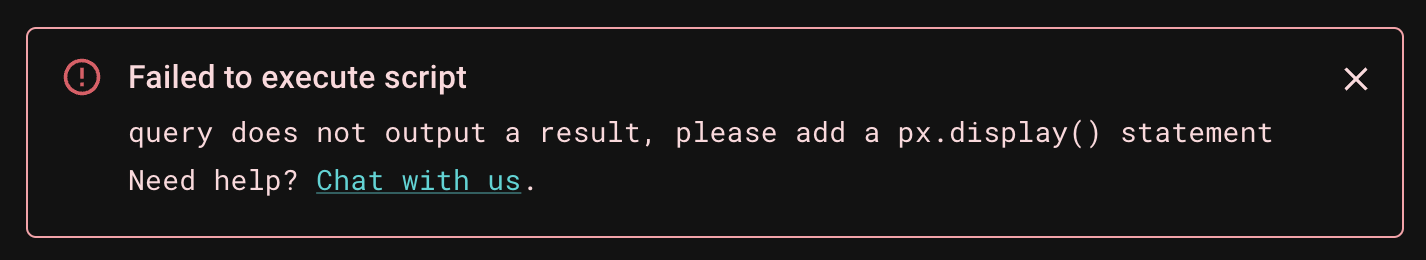 Failed to execute script
query does not output a result, please add a px.display() statement
Need help? Chat with us.